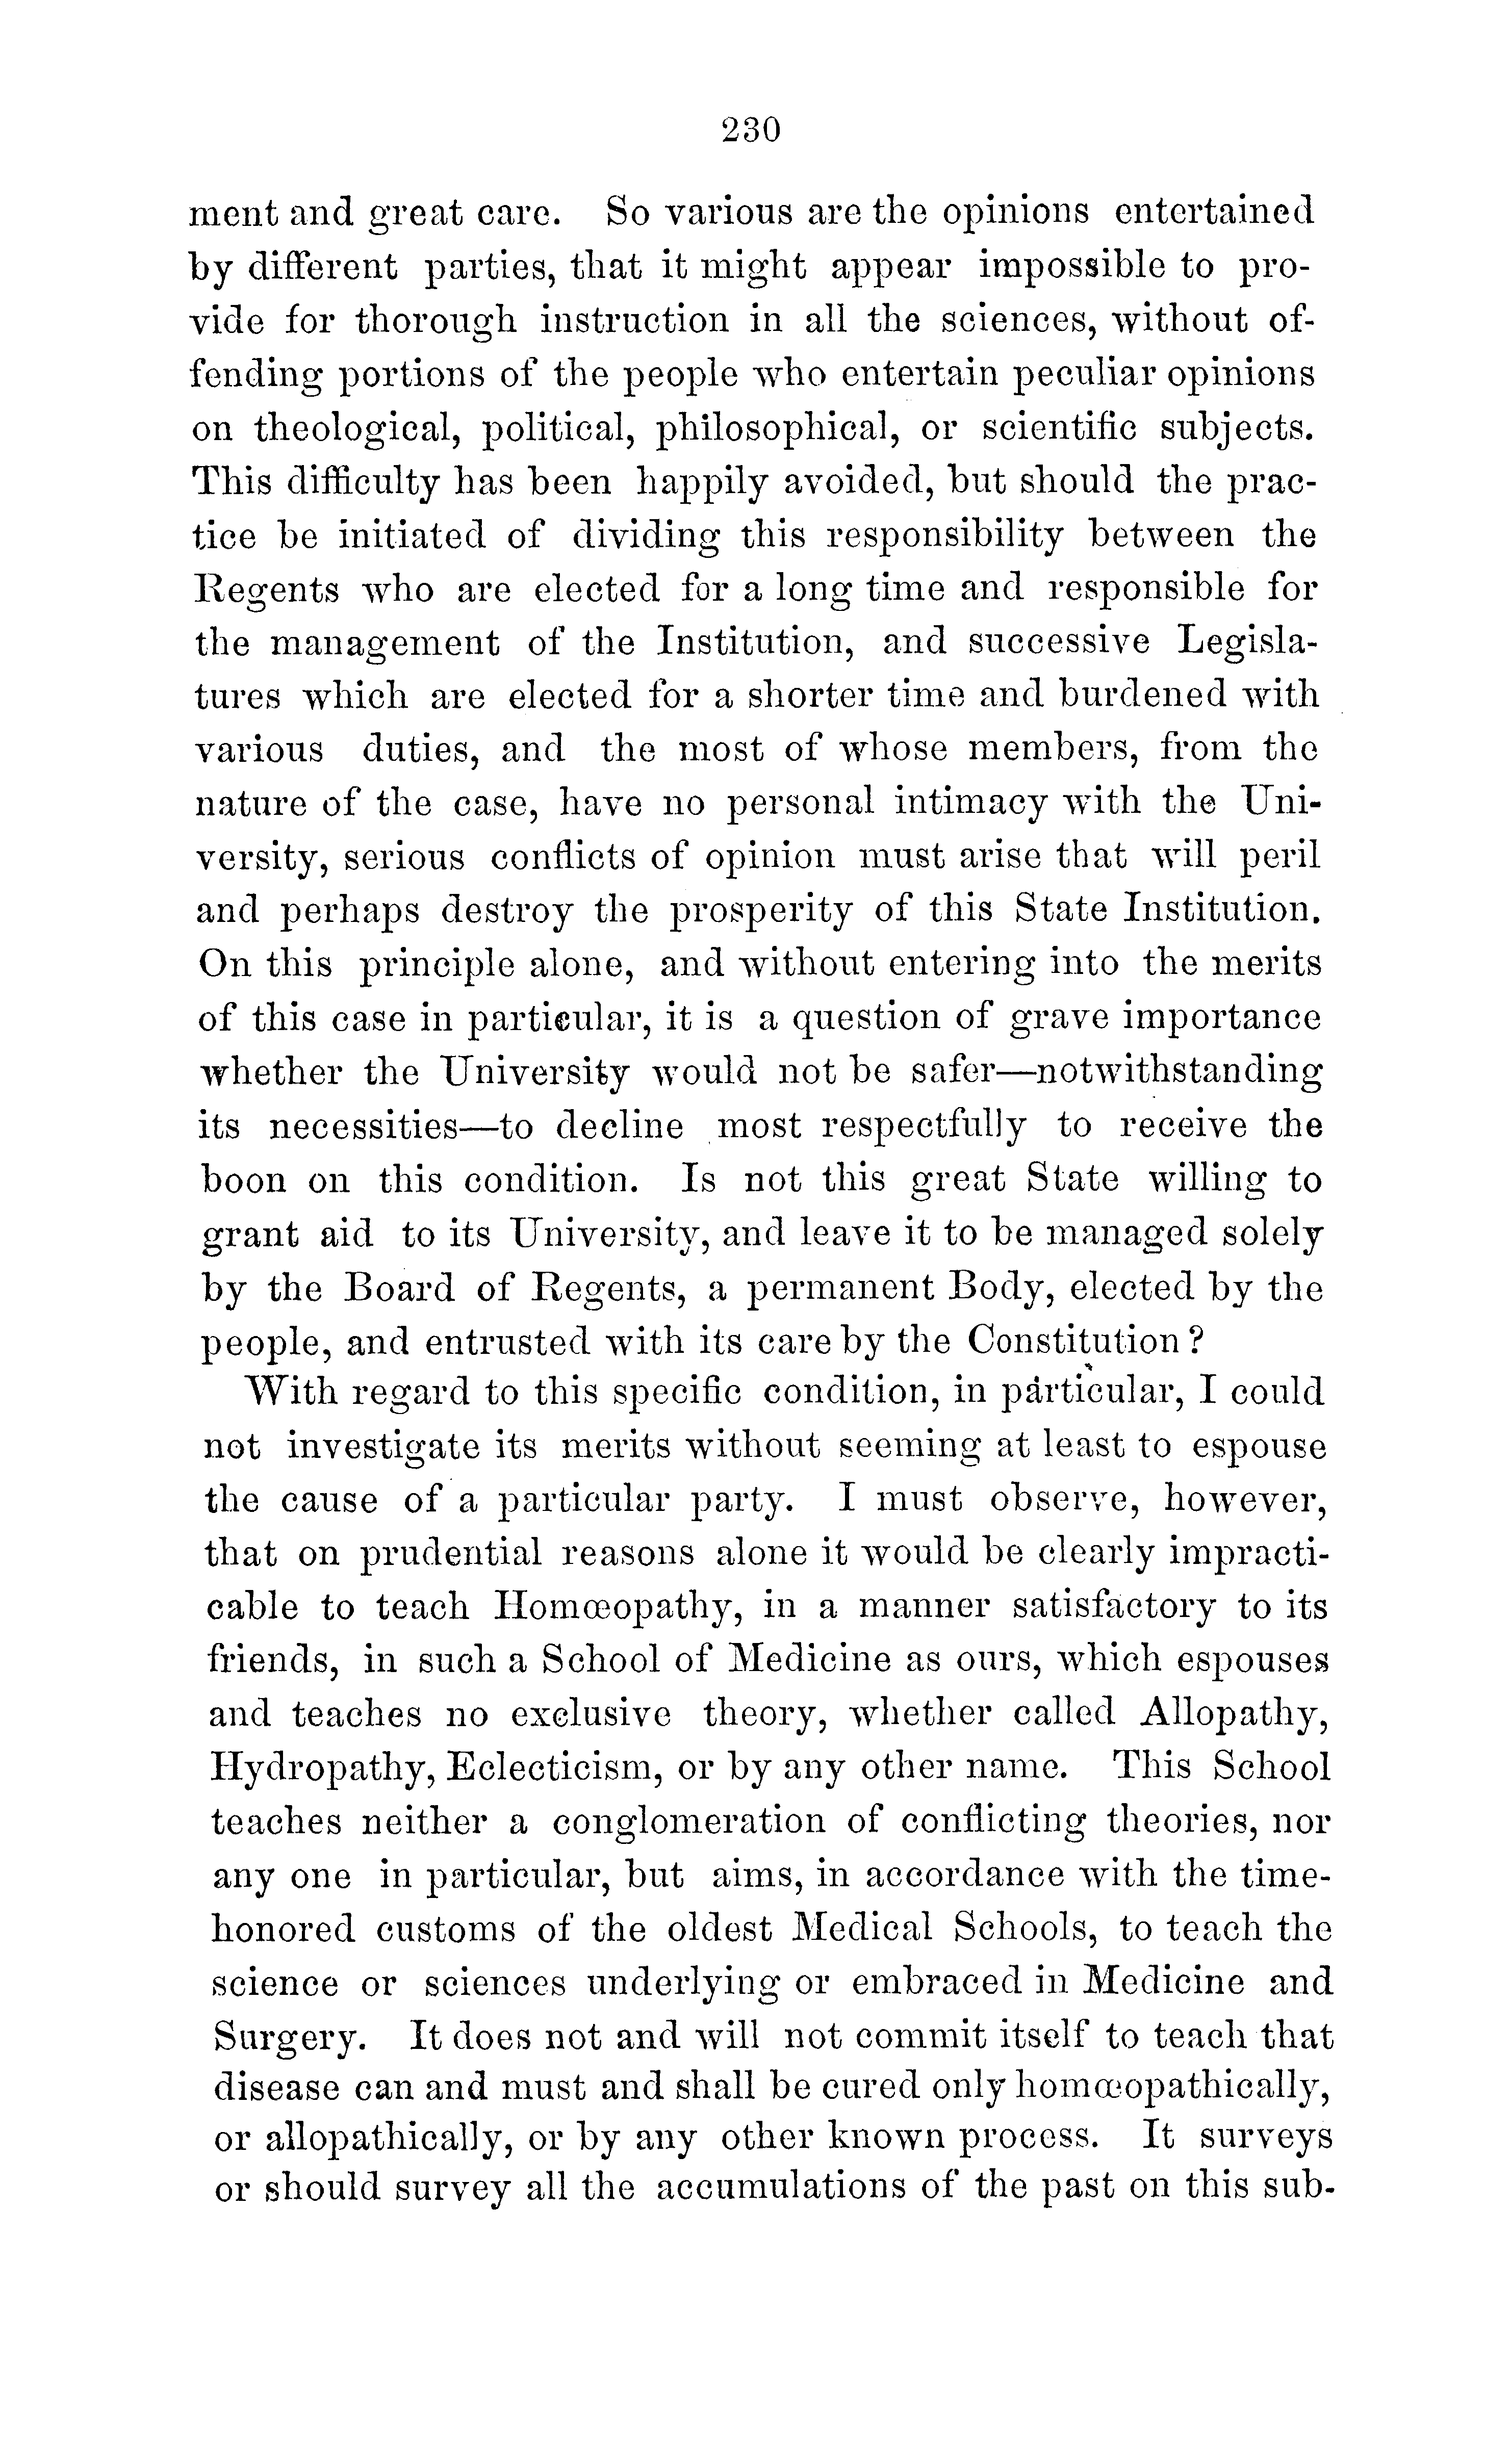 230
ment and great care. So various are the opinions entertained
by different parties, that it might appear impossible to pro-
vide for thorough instruction in all the sciences, without of-
fending portions of the people who entertain peculiar opinions
on theological, political, philosophical, or scientific subjects.
This difficulty has been happily avoided, but should the prac-
tice be initiated of dividing this responsibility between the
Regents who are elected for a long time and responsible for
the management of the Institution, and successive Legisla-
tures which are elected for a shorter time and burdened with
various duties, and the most of whose members, from the
nature of the case, have no personal intimacy with the Uni-
versity, serious conflicts of opinion must arise that will peril
and perhaps destroy the prosperity of this State Institution.
On this principle alone, and without entering into the merits
of this case in particular, it is a question of grave importance
whether the University would not be safer—notwithstanding
its necessities—to decline most respectfully to receive the
boon on this condition. Is not this great State willing to
grant aid to its University, and leave it to be managed solely
by the Board of Regents, a permanent Body, elected by the
people, and entrusted with its care by the Constitution?
With regard to this specific condition, in particular, I could
not investigate its merits without seeming at least to espouse
the cause of a particular party. I must observe, however,
that on prudential reasons alone it would be clearly impracti-
cable to teach Homœopathy, in a manner satisfactory to its
friends, in such a School of Medicine as ours, which espouses
and teaches no exclusive theory, whether called Allopathy,
Hydropathy, Eclecticism, or by any other name. This School
teaches neither a conglomeration of conflicting theories, nor
any one in particular, but aims, in accordance with the time-
honored customs of the oldest Medical Schools, to teach the
science or sciences underlying or embraced in Medicine and
Surgery. It does not and will not commit itself to teach that
disease can and must and shall be cured only homœopathically,
or allopathically, or by any other known process. It surveys
or should survey all the accumulations of the past on this sub-